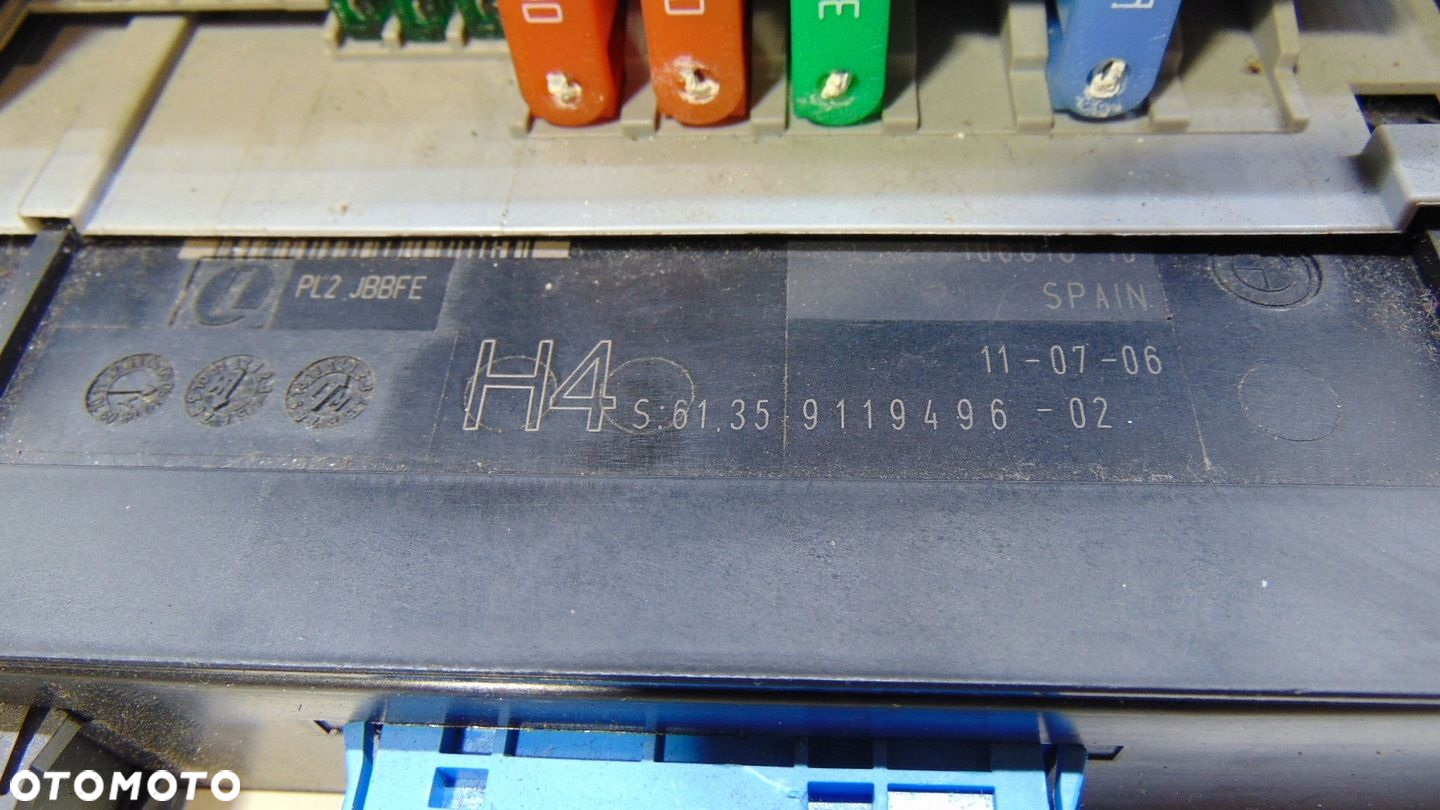 PL2 JBBFE
SPAIN
11-07-06
H4 S:61.35 9119496-02
OTOMOTO